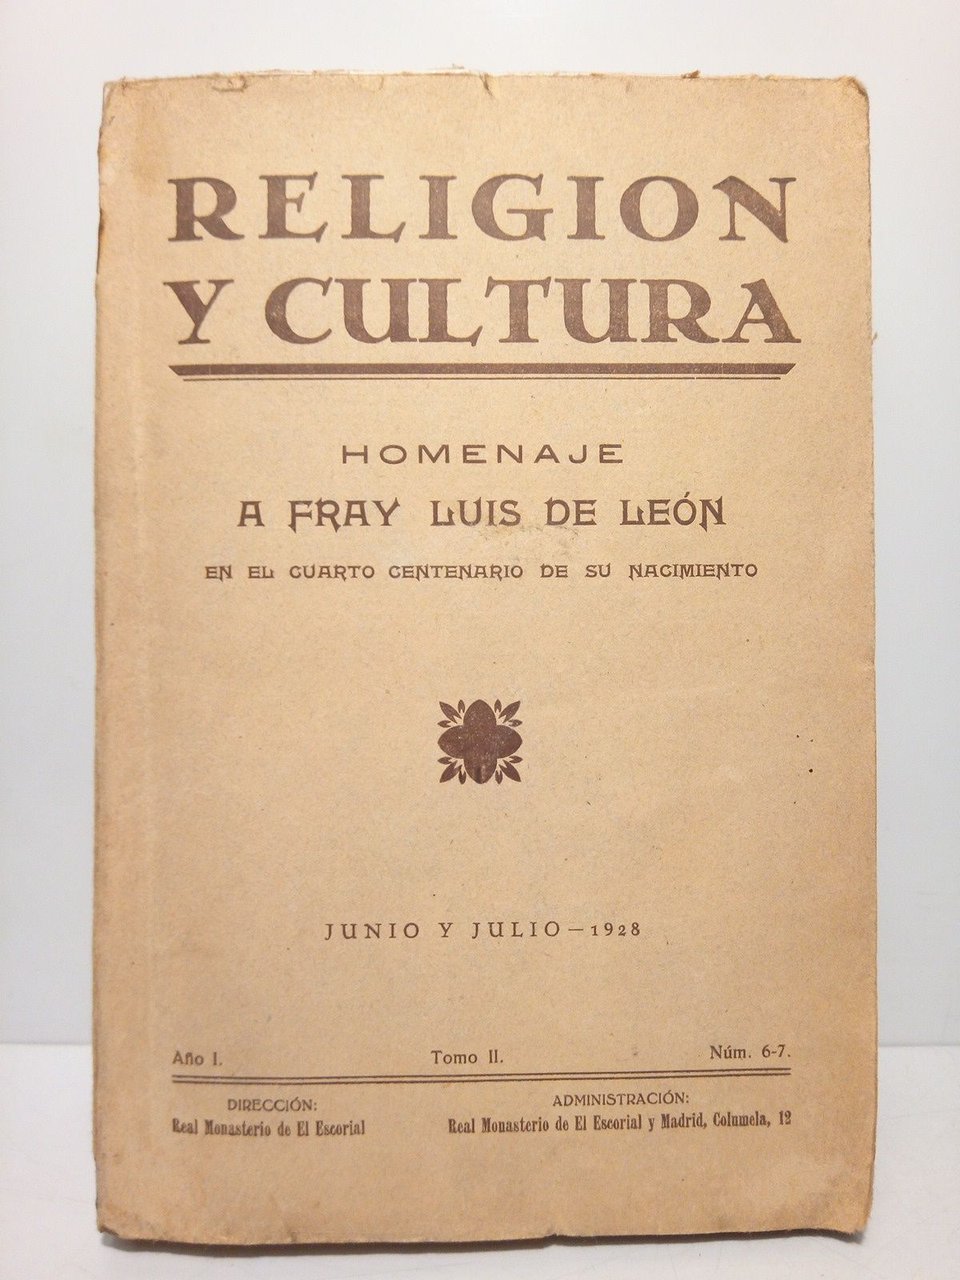 RELIGION
Y CULTURA
HOMENAJE
A FRAY LUIS DE LEÓN
EN EL CUARTO CENTENARIO DE SU NACIMIENTO
JUNIO Y JULIO — 1928
Año I. Tomo II. Núm. 6-7.
DIRECCIÓN: ADMINISTRACIÓN:
Real Monasterio de El Escorial Real Monasterio de El Escorial y Madrid, Columela, 12